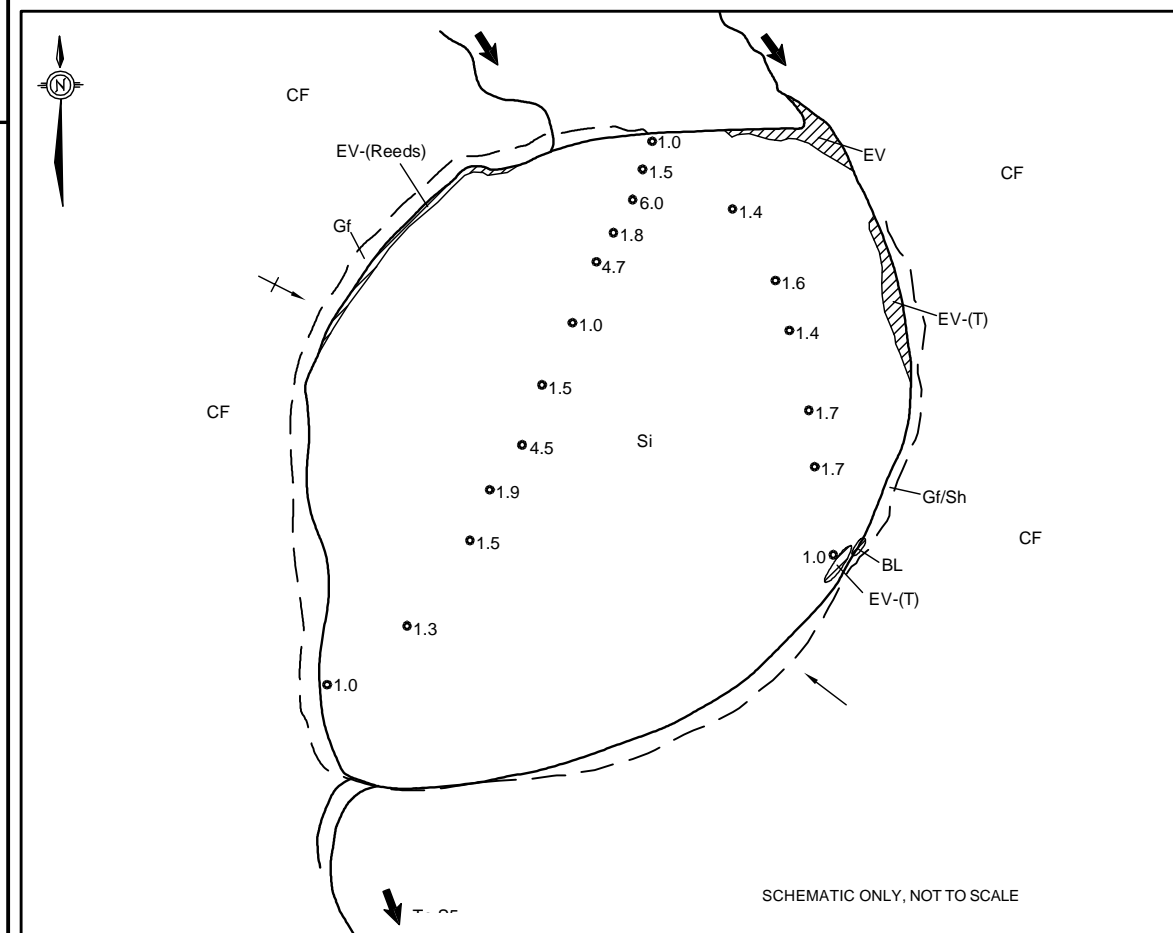 N
CF
EV-(Reeds)
1.0
EV
1.5
CF
6.0
1.4
Gf
1.8
4.7
1.6
EV-(T)
1.0
1.4
1.5
CF
1.7
Si
4.5
1.7
1.9
Gf/Sh
1.5
CF
1.0
BL
EV-(T)
1.3
1.0
SCHEMATIC ONLY, NOT TO SCALE